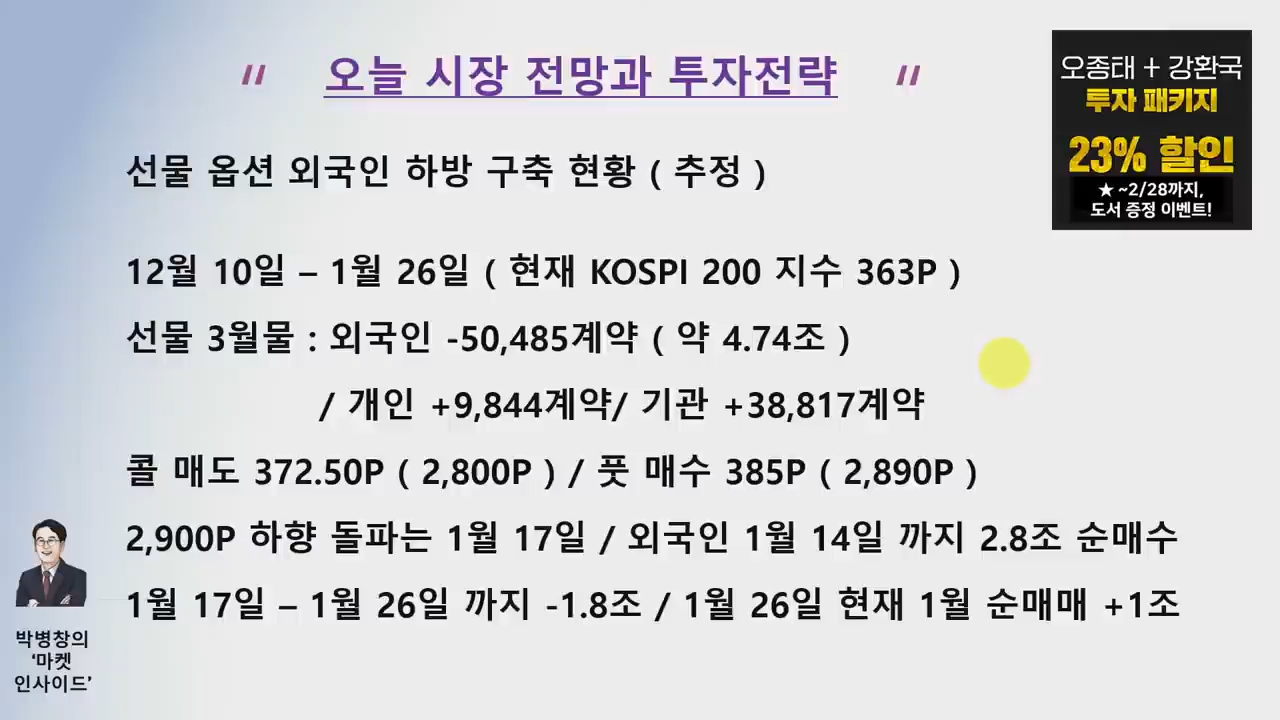 " 오늘 시장 전망과 투자전략 "
오종태 + 강환국
투자 패키지
23% 할인
★ ~2/28까지,
도서 증정 이벤트!
선물 옵션 외국인 하방 구축 현황 ( 추정 )
12월 10일 – 1월 26일 ( 현재 KOSPI 200 지수 363P )
선물 3월물 : 외국인 -50,485계약 ( 약 4.74조 )
/ 개인 +9,844계약/ 기관 +38,817계약
콜 매도 372.50P ( 2,800P ) / 풋 매수 385P ( 2,890P )
2,900P 하향 돌파는 1월 17일 / 외국인 1월 14일 까지 2.8조 순매수
1월 17일 – 1월 26일 까지 -1.8조 / 1월 26일 현재 1월 순매매 +1조
박병창의
‘마켓
인사이드’